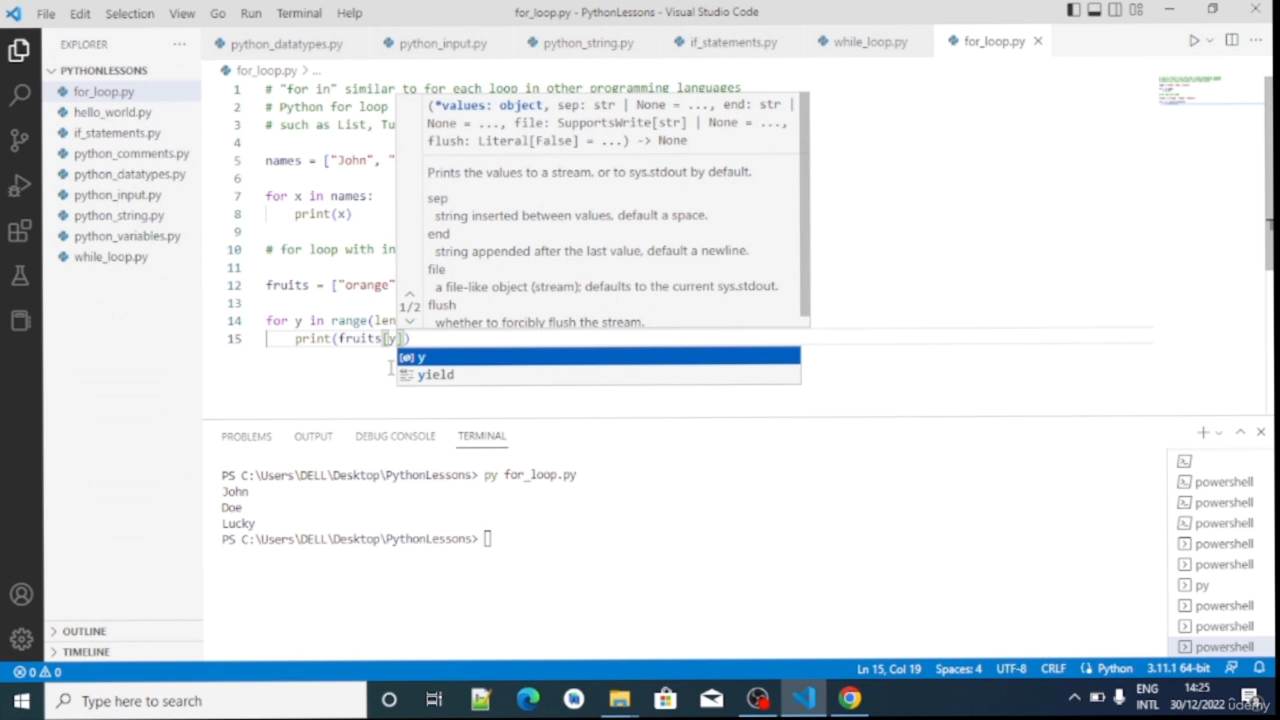 File Edit Selection View Go Run Terminal Help
for_loop.py - PythonLessons - Visual Studio Code
EXPLORER
python_datatypes.py
python_input.py
python_string.py
if_statements.py
while_loop.py
for_loop.py
PYTHONLESSONS
for_loop.py
hello_world.py
if_statements.py
python_comments.py
python_datatypes.py
python_input.py
python_string.py
python_variables.py
while_loop.py
OUTLINE
TIMELINE
for_loop.py > ...
1 # "for in" similar to for each loop in other programming languages
2 # Python for loop
3 # such as List, Tu
4
5 names = ["John", "
6
7 for x in names:
8 print(x)
9
10 # for loop with in
11
12 fruits = ["orange"
13
14 for y in range(len
15 print(fruits[y])
(*values: object, sep: str | None = ..., end: str |
None = ..., file: SupportsWrite[str] | None = ...,
flush: Literal[False] = ...) -> None
Prints the values to a stream, or to sys.stdout by default.
sep
string inserted between values, default a space.
end
string appended after the last value, default a newline.
file
a file-like object (stream); defaults to the current sys.stdout.
1/2
flush
whether to forcibly flush the stream.
y
yield
PROBLEMS OUTPUT DEBUG CONSOLE TERMINAL
PS C:\Users\DELL\Desktop\PythonLessons> py for_loop.py
John
Doe
Lucky
PS C:\Users\DELL\Desktop\PythonLessons>
powershell
powershell
powershell
powershell
powershell
py
powershell
powershell
powershell
0 0
Ln 15, Col 19 Spaces: 4 UTF-8 CRLF Python 3.11.1 64-bit
Type here to search
ENG
INTL
14:25
30/12/2022
udemy